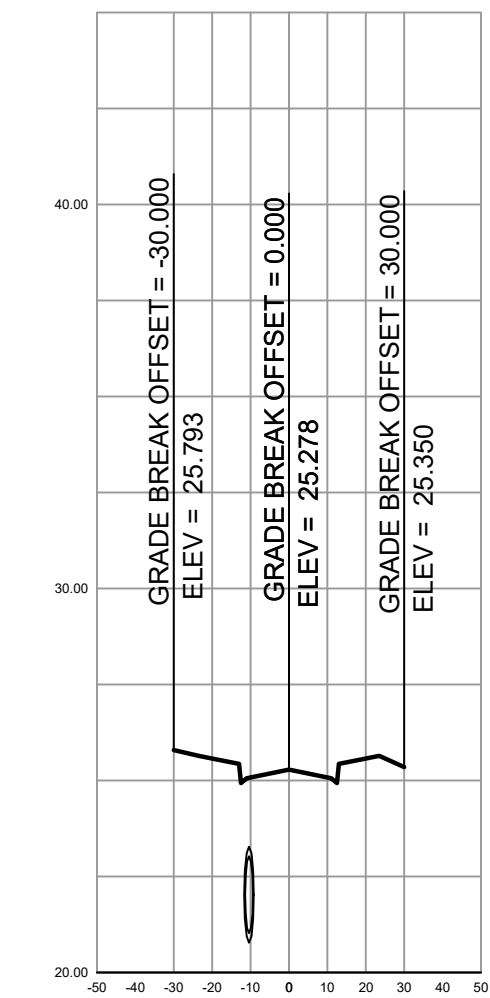 GRADE BREAK OFFSET = -30.000
ELEV = 25.793
GRADE BREAK OFFSET = 0.000
ELEV = 25.278
GRADE BREAK OFFSET = 30.000
ELEV = 25.350
40.00
30.00
20.00
-50 -40 -30 -20 -10 0 10 20 30 40 50